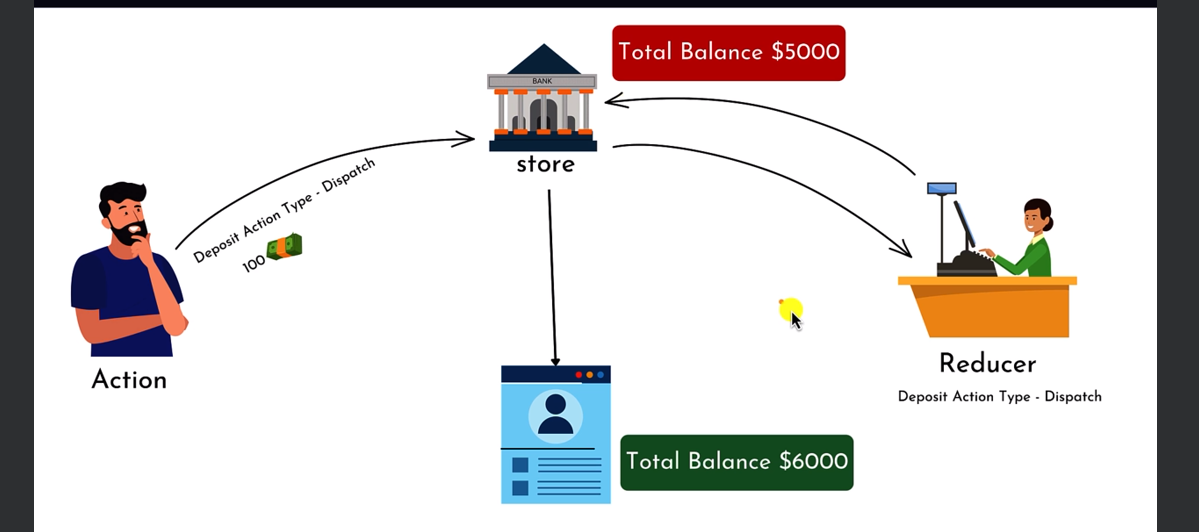 Total Balance $5000
BANK
store
Deposit Action Type - Dispatch
100
Action
Reducer
Deposit Action Type - Dispatch
Total Balance $6000